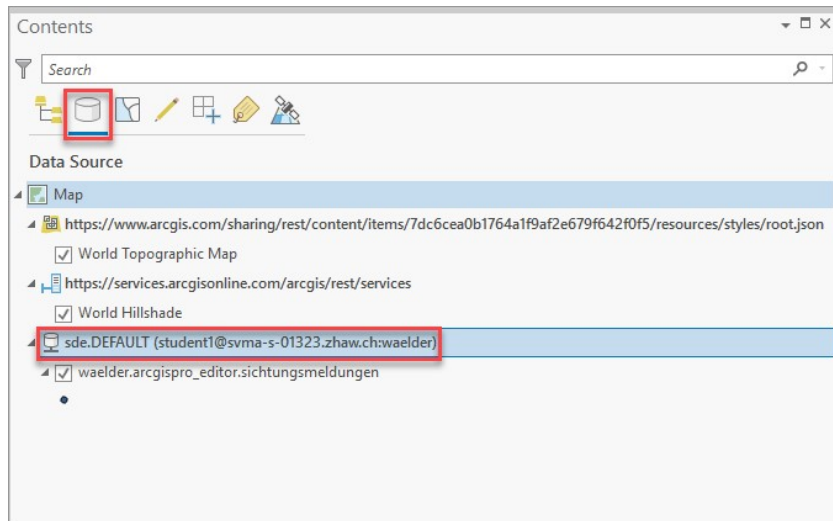 Contents
Search
Data Source
Map
https://www.arcgis.com/sharing/rest/content/items/7dc6cea0b1764a1f9af2e679f642f0f5/resources/styles/root.json
World Topographic Map
https://services.arcgisonline.com/arcgis/rest/services
World Hillshade
sde.DEFAULT (student1@svma-s-01323.zhaw.ch:waelder)
waelder.arcgispro_editor.sichtungsmeldungen